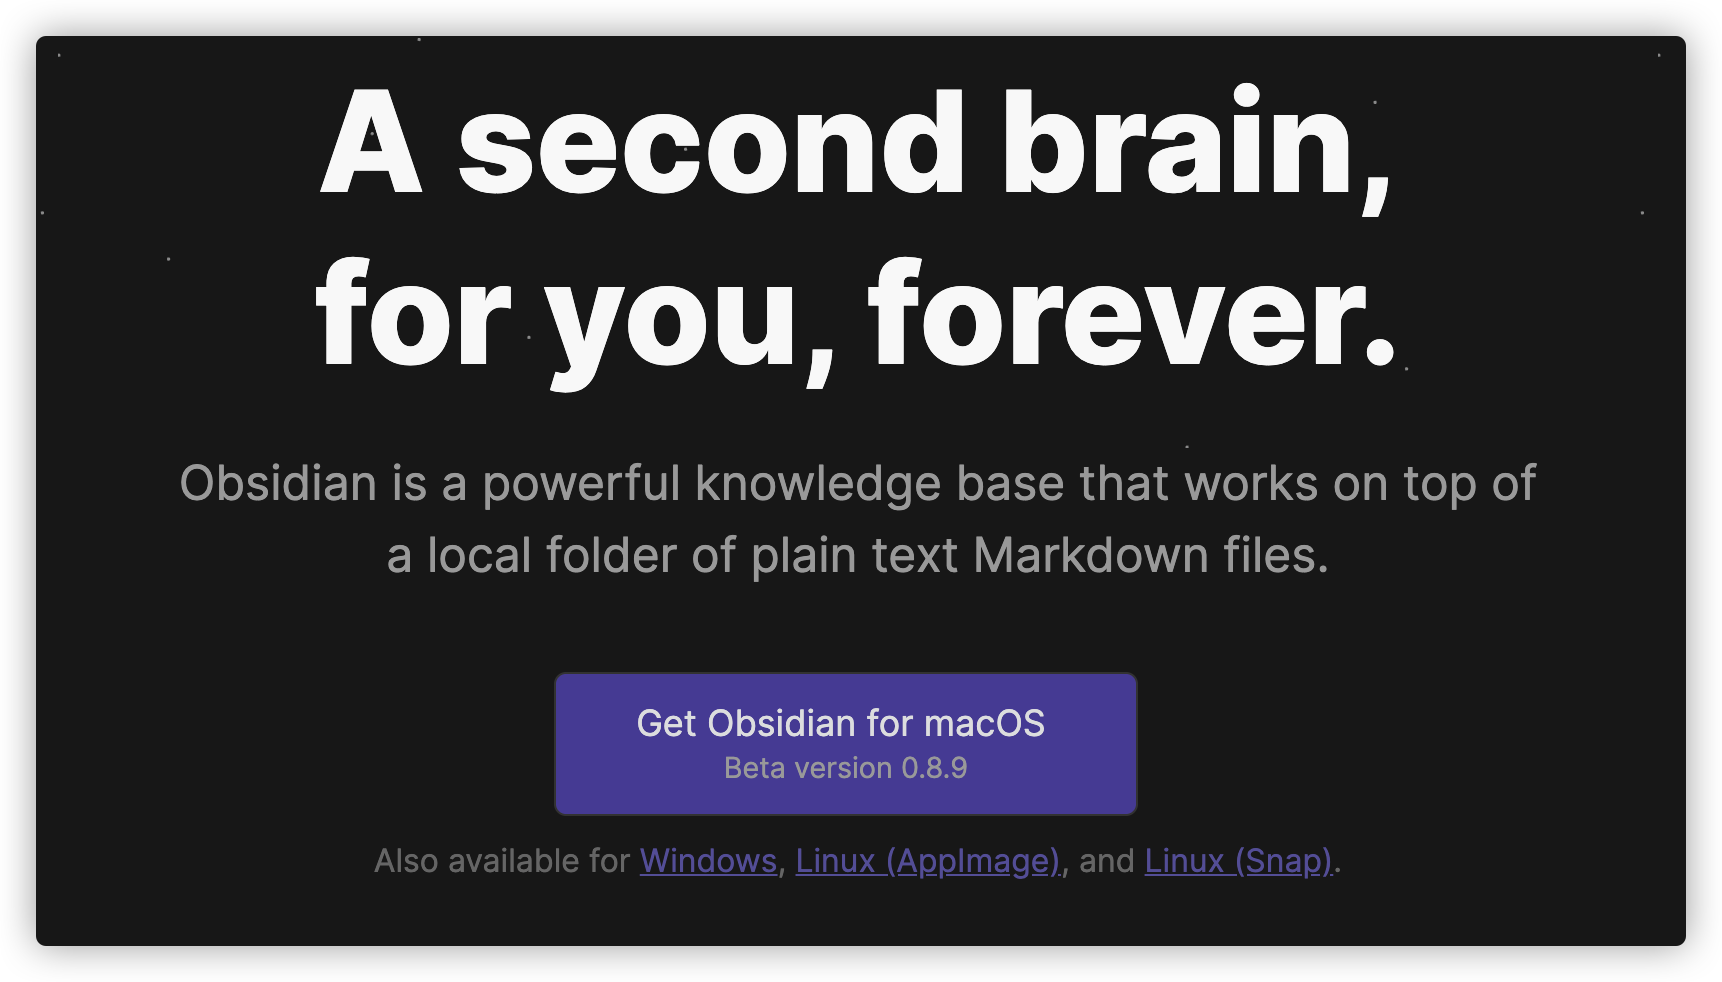 A second brain,
for you, forever.
Obsidian is a powerful knowledge base that works on top of
a local folder of plain text Markdown files.
Get Obsidian for macOS
Beta version 0.8.9
Also available for Windows, Linux (AppImage), and Linux (Snap).